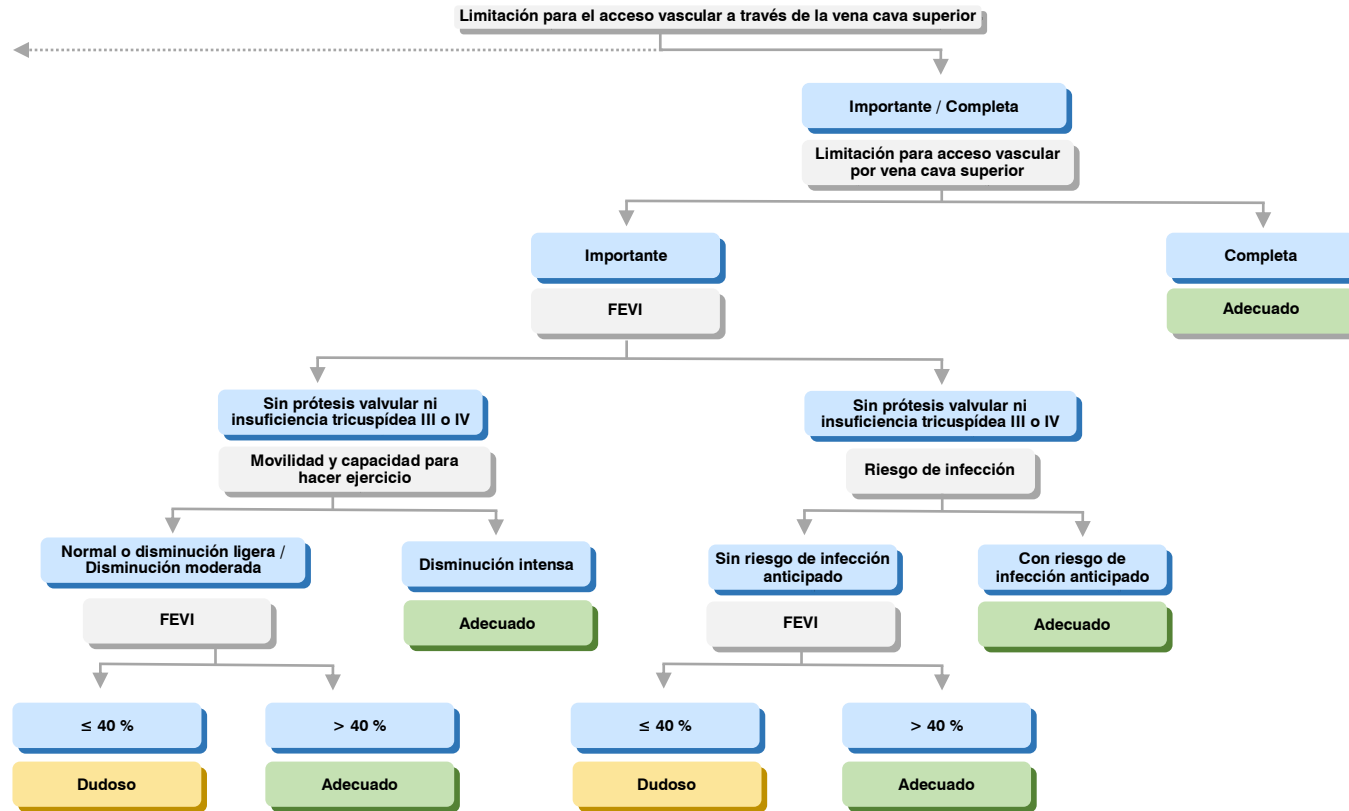 Limitación para el acceso vascular a través de la vena cava superior
Importante / Completa
Limitación para acceso vascular
por vena cava superior
Importante
Completa
FEVI
Adecuado
Sin prótesis valvular ni
insuficiencia tricuspídea III o IV
Sin prótesis valvular ni
insuficiencia tricuspídea III o IV
Movilidad y capacidad para
hacer ejercicio
Riesgo de infección
Normal o disminución ligera /
Disminución moderada
Disminución intensa
Sin riesgo de infección
anticipado
Con riesgo de
infección anticipado
FEVI
Adecuado
FEVI
Adecuado
≤ 40 %
> 40 %
≤ 40 %
> 40 %
Dudoso
Adecuado
Dudoso
Adecuado